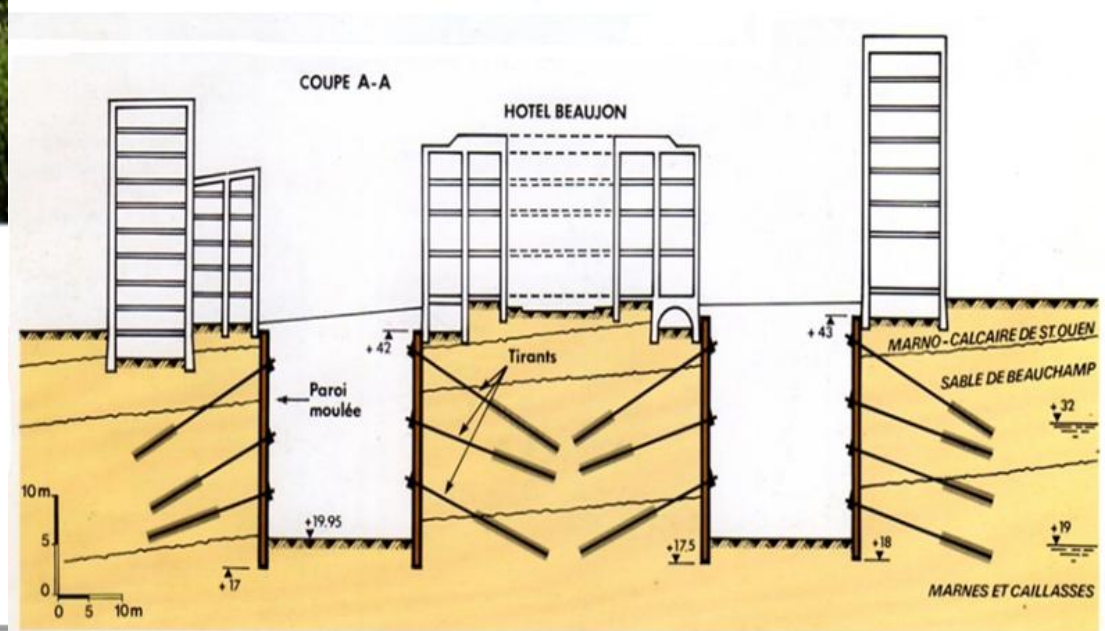 COUPE A-A
HOTEL BEAUJON
+42
+43
MARNO-CALCAIRE DE ST. OUEN
Tirants
SABLE DE BEAUCHAMP
Paroi
moulée
+32
10m
+19.95
+19
5
+17,5
+18
+17
0
MARNES ET CAILLASSES
0 5 10m